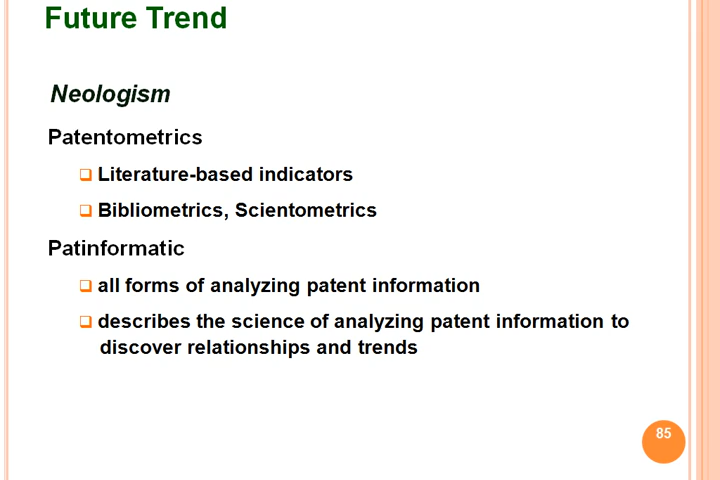 Future Trend
Neologism
Patentometrics
Literature-based indicators
Bibliometrics, Scientometrics
Patinformatic
all forms of analyzing patent information
describes the science of analyzing patent information to
discover relationships and trends
85